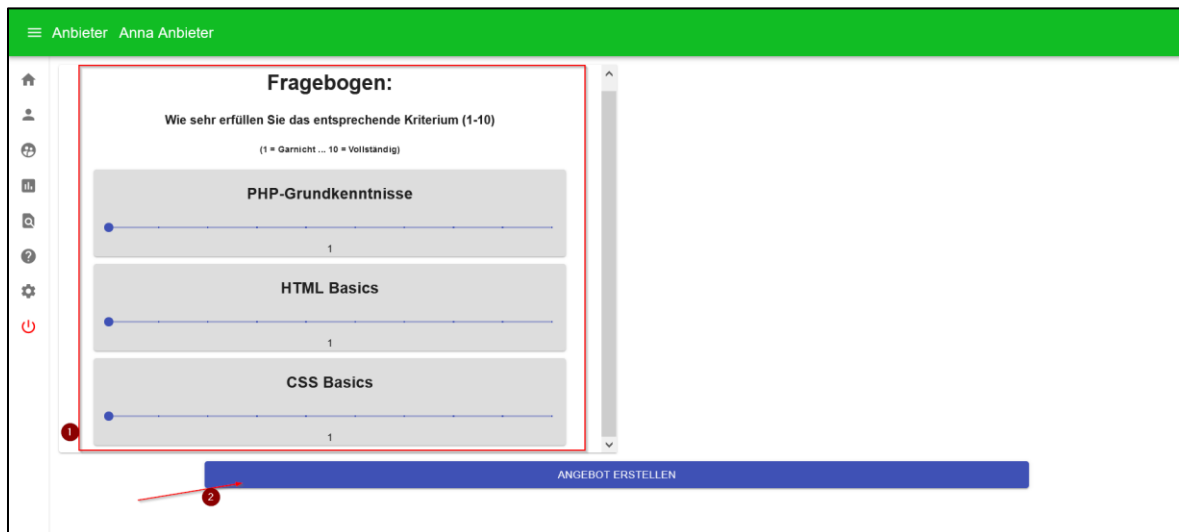 Anbieter Anna Anbieter
Fragebogen:
Wie sehr erfüllen Sie das entsprechende Kriterium (1-10)
(1 = Garnicht ... 10 = Vollständig)
PHP-Grundkenntnisse
1
HTML Basics
1
CSS Basics
1
1
ANGEBOT ERSTELLEN
2